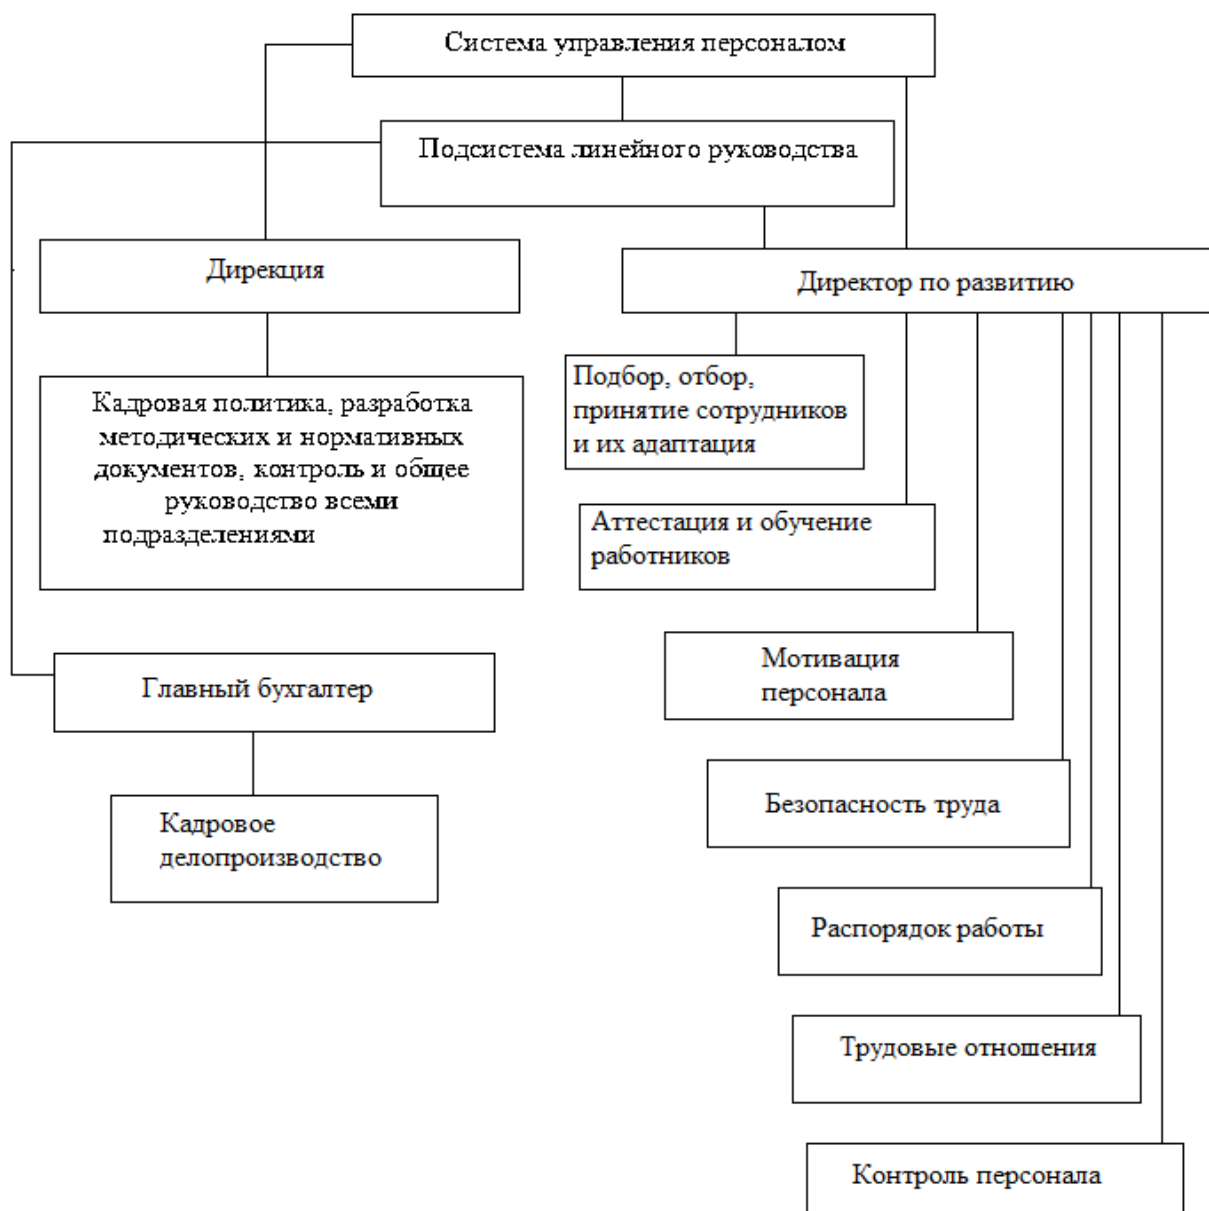 Система управления персоналом
Подсистема линейного руководства
Дирекция
Директор по развитию
Кадровая политика, разработка
методических и нормативных
документов, контроль и общее
руководство всеми
подразделениями
Подбор, отбор,
принятие сотрудников
и их адаптация
Аттестация и обучение
работников
Мотивация
персонала
Главный бухгалтер
Безопасность труда
Кадровое
делопроизводство
Распорядок работы
Трудовые отношения
Контроль персонала